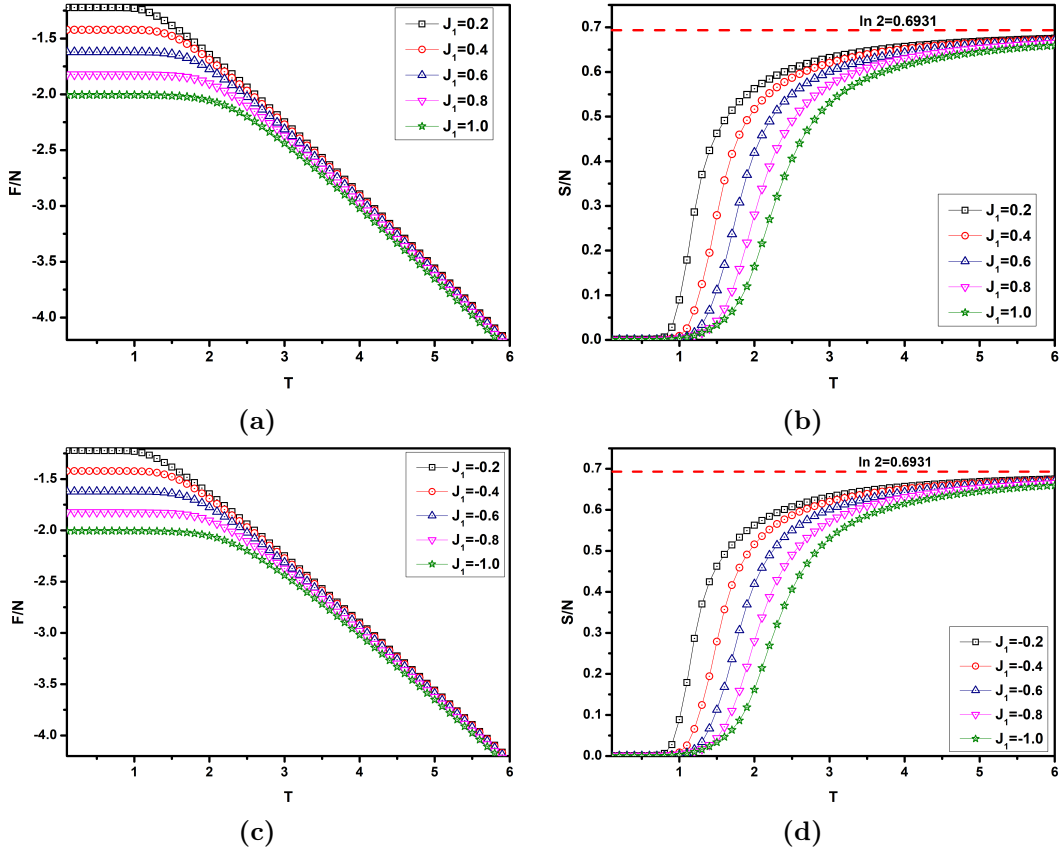 -1.5
-2.0
-2.5
-3.0
-3.5
-4.0
F/N
1 2 3 4 5 6
T
J1=0.2
J1=0.4
J1=0.6
J1=0.8
J1=1.0
(a)
0.7
0.6
0.5
0.4
0.3
0.2
0.1
0.0
S/N
ln 2=0.6931
J1=0.2
J1=0.4
J1=0.6
J1=0.8
J1=1.0
1 2 3 4 5 6
T
(b)
-1.5
-2.0
-2.5
-3.0
-3.5
-4.0
F/N
J1=-0.2
J1=-0.4
J1=-0.6
J1=-0.8
J1=-1.0
1 2 3 4 5 6
T
(c)
0.7
0.6
0.5
0.4
0.3
0.2
0.1
0.0
S/N
ln 2=0.6931
J1=-0.2
J1=-0.4
J1=-0.6
J1=-0.8
J1=-1.0
1 2 3 4 5 6
T
(d)